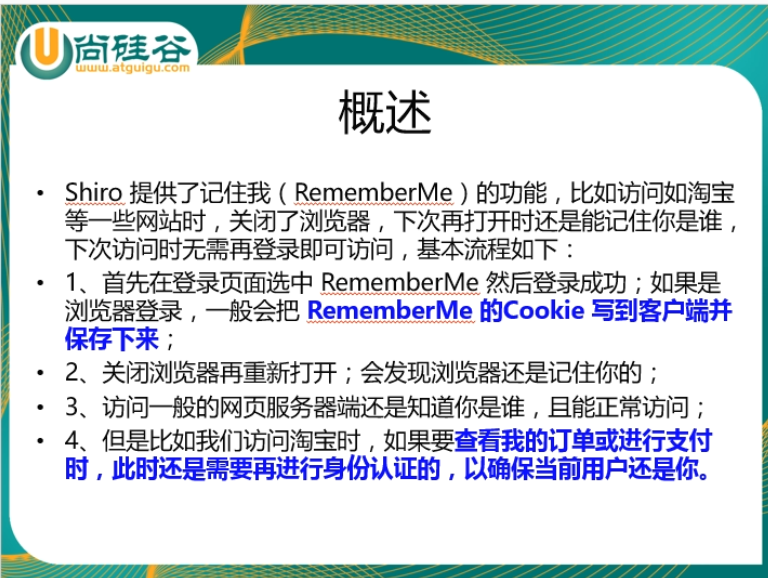 尚硅谷
www.atguigu.com
概述
• Shiro 提供了记住我（RememberMe）的功能，比如访问如淘宝
等一些网站时，关闭了浏览器，下次再打开时还是能记住你是谁，
下次访问时无需再登录即可访问，基本流程如下：
• 1、首先在登录页面选中 RememberMe 然后登录成功；如果是
浏览器登录，一般会把 RememberMe 的Cookie 写到客户端并
保存下来；
• 2、关闭浏览器再重新打开；会发现浏览器还是记住你的；
• 3、访问一般的网页服务器端还是知道你是谁，且能正常访问；
• 4、但是比如我们访问淘宝时，如果要查看我的订单或进行支付
时，此时还是需要再进行身份认证的，以确保当前用户还是你。